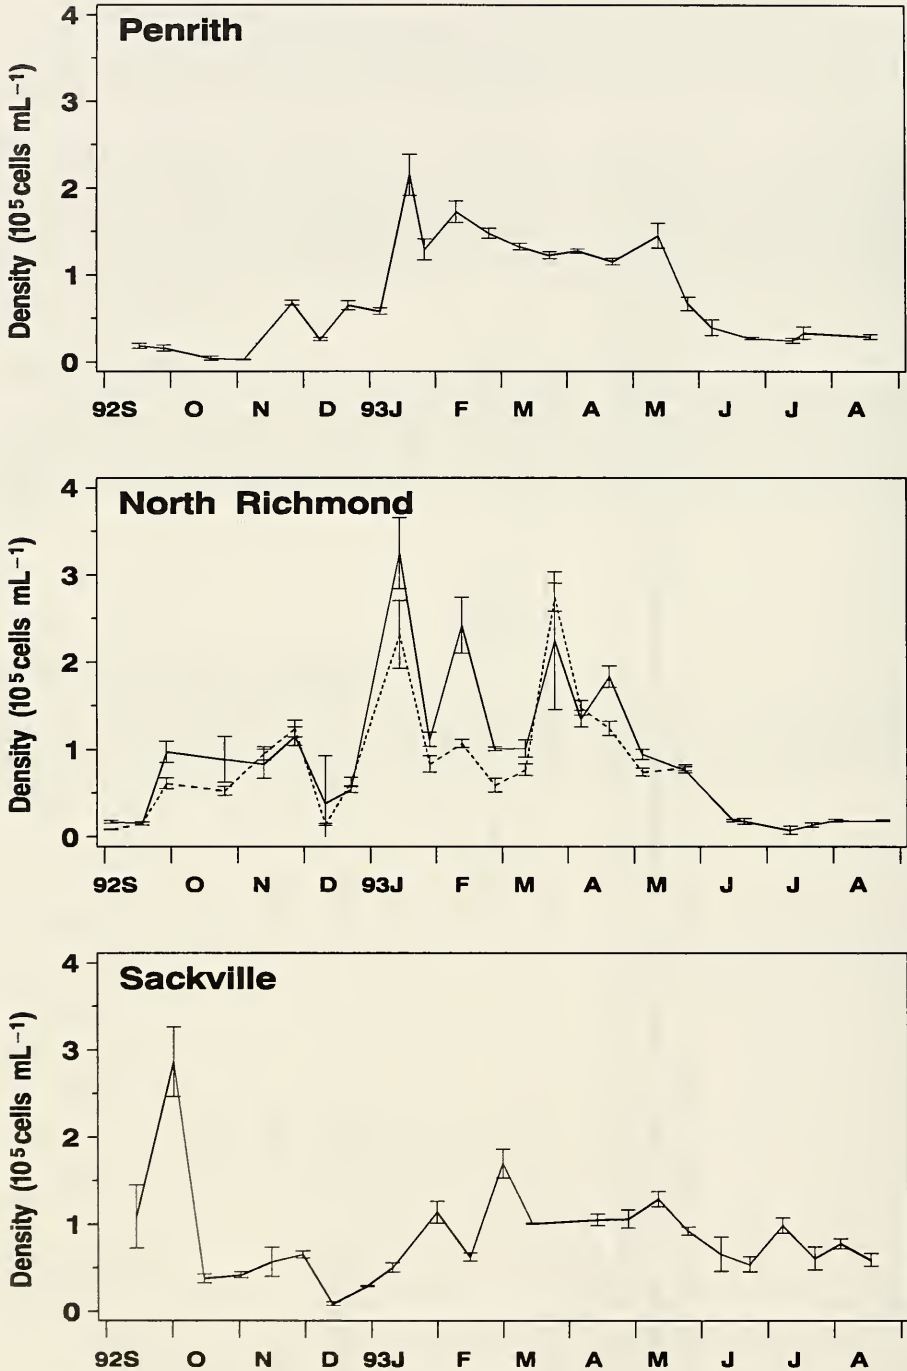 Penrith
Density (10⁵ cells mL⁻¹)
4
3
2
1
0
92S O N D 93J F M A M J J A
North Richmond
Density (10⁵ cells mL⁻¹)
4
3
2
1
0
92S O N D 93J F M A M J J A
Sackville
Density (10⁵ cells mL⁻¹)
4
3
2
1
0
92S O N D 93J F M A M J J A